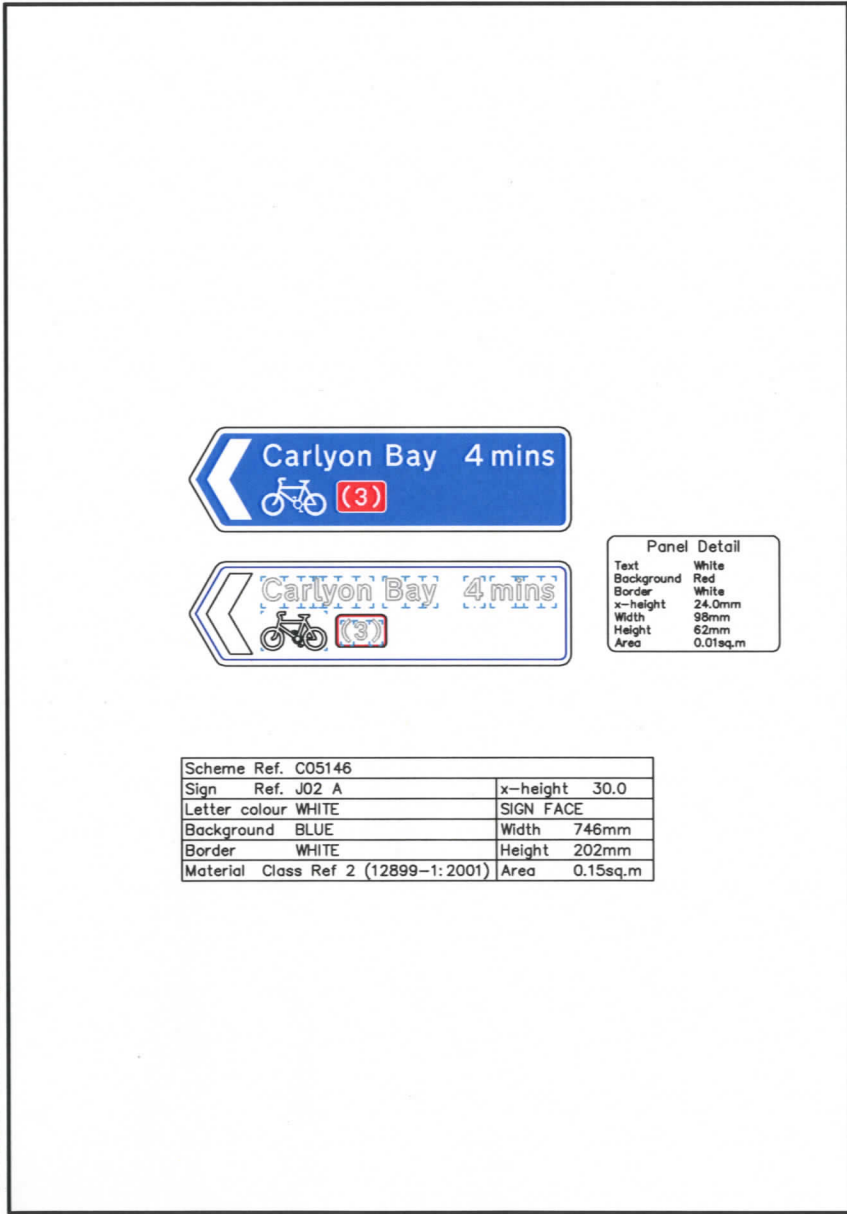 Carlyon Bay 4 mins
(3)
Carlyon Bay 4 mins
(3)
Panel Detail
Text White
Background Red
Border White
x-height 24.0mm
Width 98mm
Height 62mm
Area 0.01sq.m
Scheme Ref. C05146
Sign Ref. J02 A x-height 30.0
Letter colour WHITE SIGN FACE
Background BLUE Width 746mm
Border WHITE Height 202mm
Material Class Ref 2 (12899-1:2001) Area 0.15sq.m